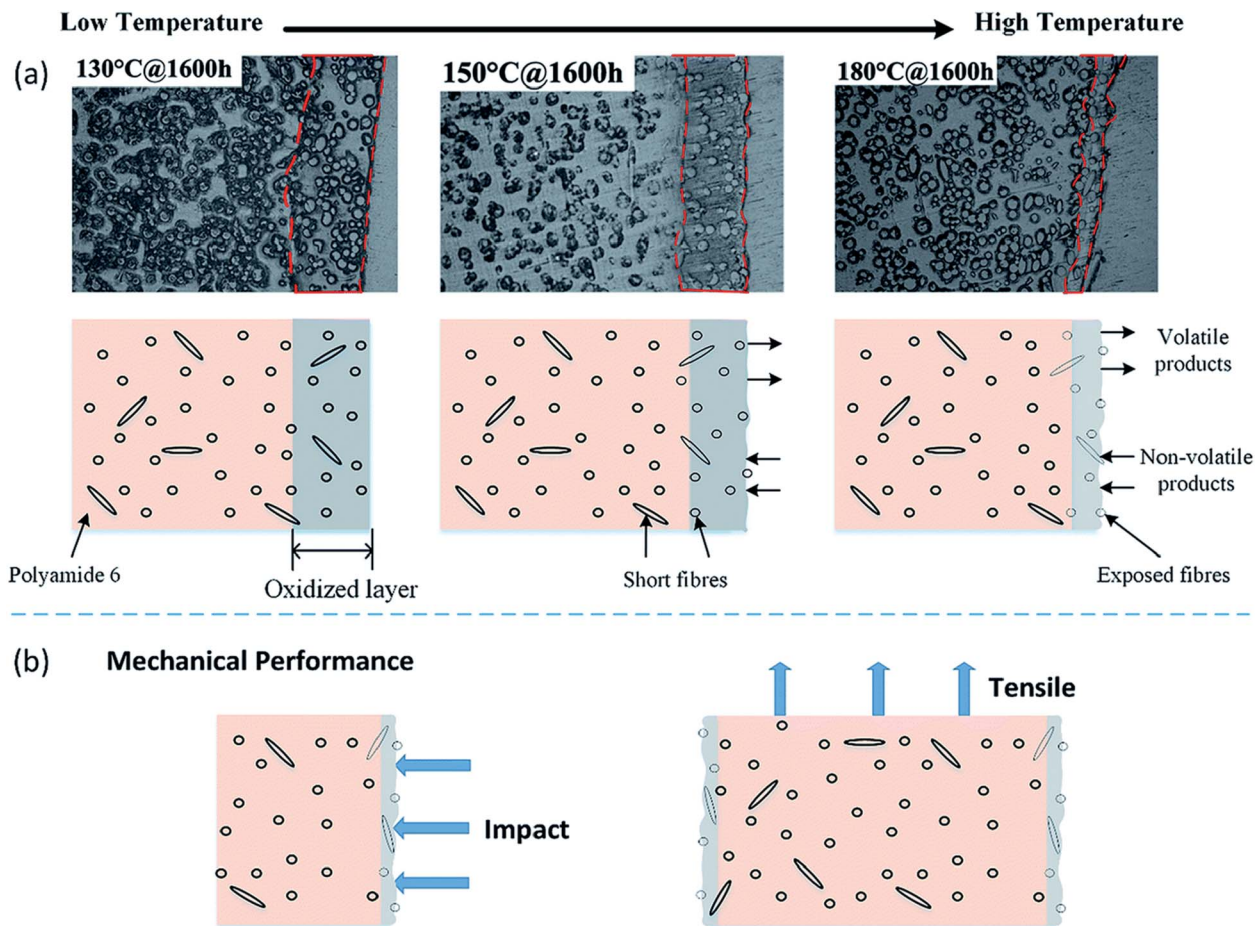 Low Temperature
High Temperature
(a)
130°C@1600h
150°C@1600h
180°C@1600h
Volatile
products
Non-volatile
products
Polyamide 6
Oxidized layer
Short fibres
Exposed fibres
(b)
Mechanical Performance
Impact
Tensile